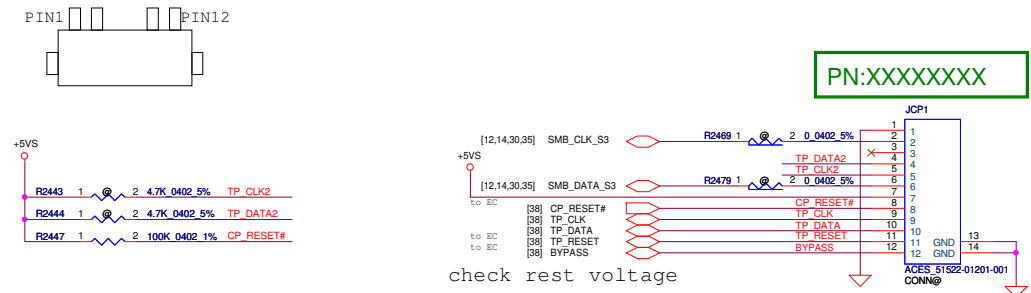 PIN1 PIN12
PN:XXXXXXXX
JCP1
+5VS
R2443 1 @ 2 4.7K_0402_5% TP_CLK2
R2444 1 @ 2 4.7K_0402_5% TP_DATA2
R2447 1 2 100K_0402_1% CP_RESET#
1 1
[12,14,30,35] SMB_CLK_S3 R2469 1 @ 2 0_0402_5% 2 2
3 3
+5VS
TP_DATA2 4 4
TP_CLK2 5 5
[12,14,30,35] SMB_DATA_S3 R2479 1 @ 2 0_0402_5% 6 6
7 7
to EC
[38] CP_RESET# CP_RESET# 8 8
[38] TP_CLK TP_CLK 9 9
[38] TP_DATA TP_DATA 10 10
to EC [38] TP_RESET TP_RESET 11 11 GND 13
to EC [38] BYPASS BYPASS 12 12 GND 14
ACES_51522-01201-001
CONN@
check rest voltage